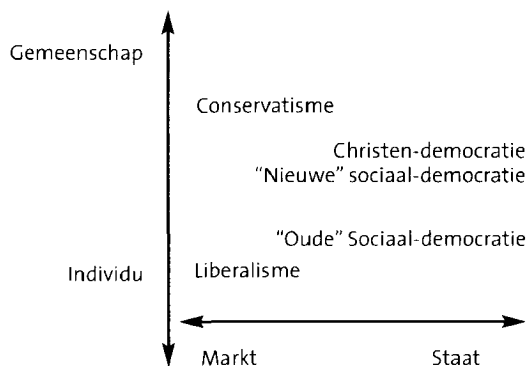 Gemeenschap
Conservatisme
Christen-democratie
“Nieuwe” sociaal-democratie
“Oude” Sociaal-democratie
Individu
Liberalisme
Markt
Staat